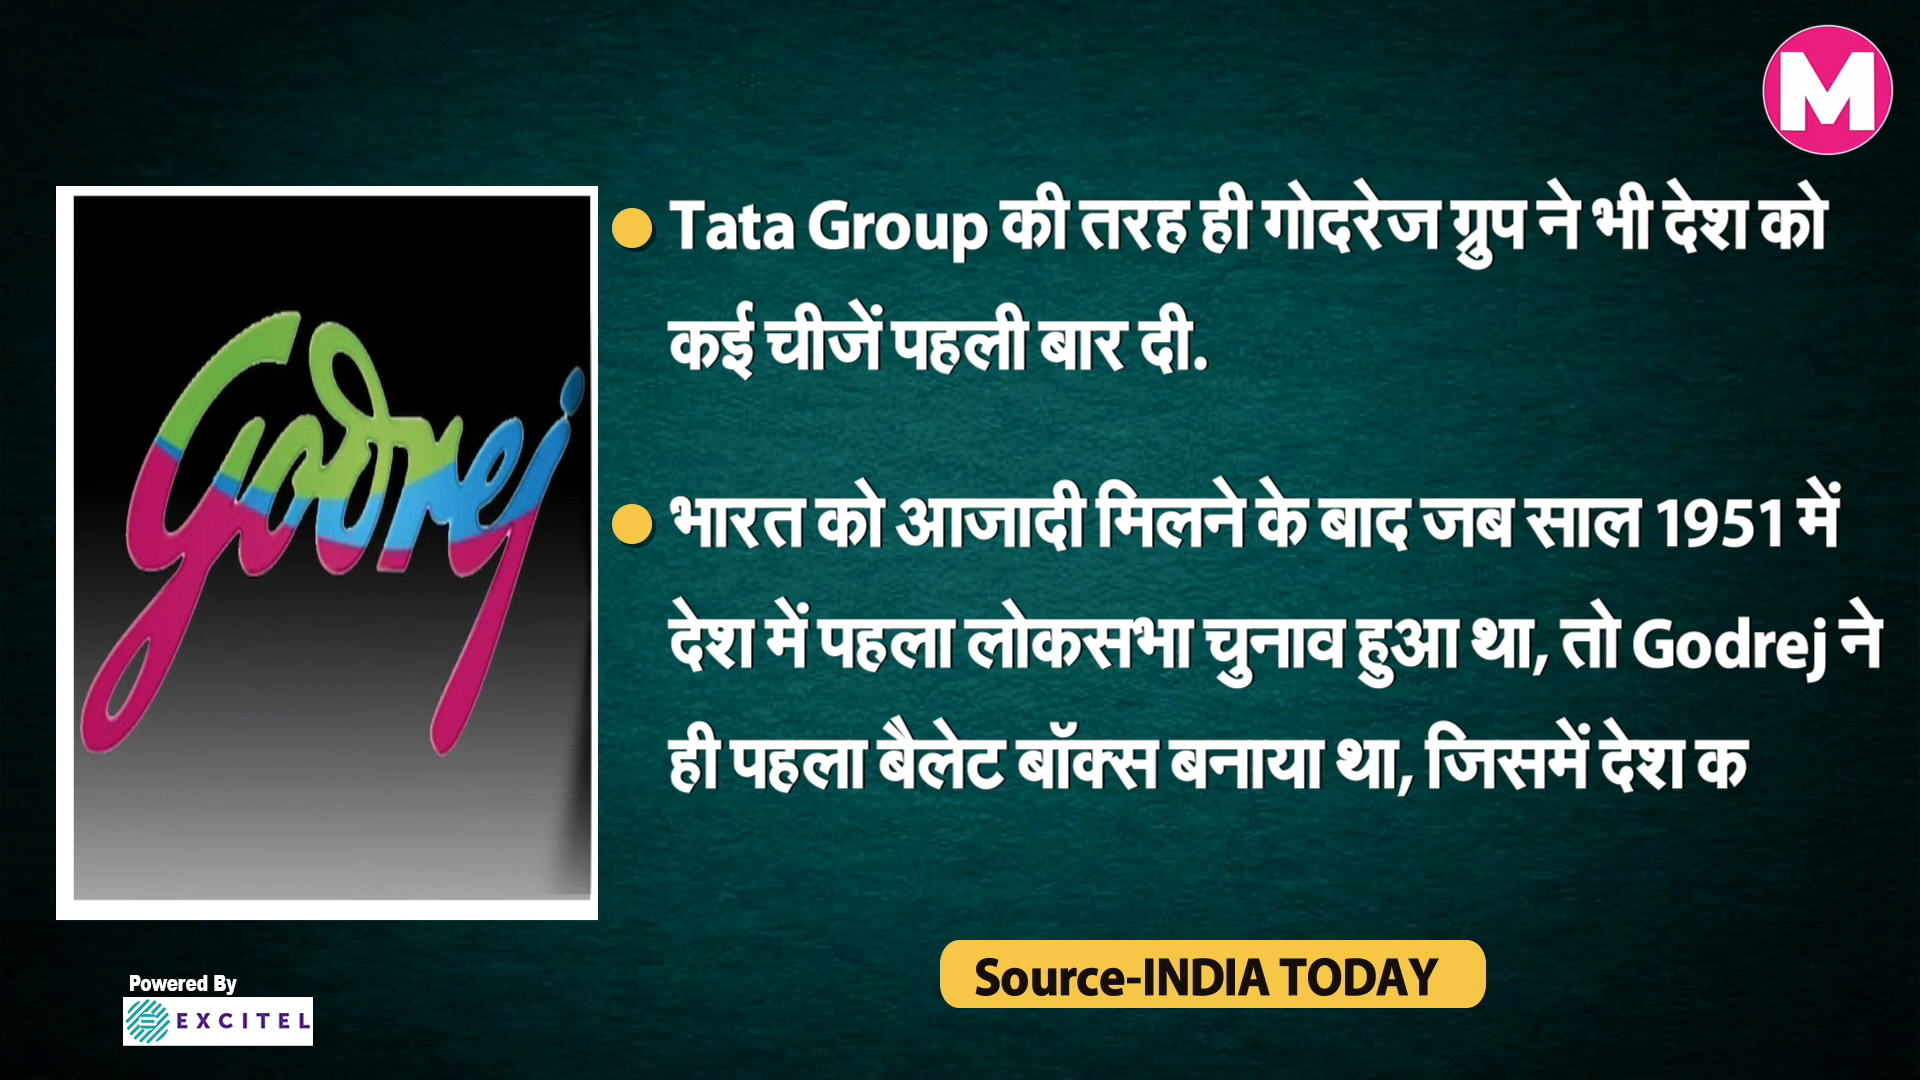 M
Godrej
Tata Group की तरह ही गोदरेज ग्रुप ने भी देश को
कई चीजें पहली बार दी.
भारत को आजादी मिलने के बाद जब साल 1951 में
देश में पहला लोकसभा चुनाव हुआ था, तो Godrej ने
ही पहला बैलेट बॉक्स बनाया था, जिसमें देश क
Source-INDIA TODAY
Powered By
EXCITEL